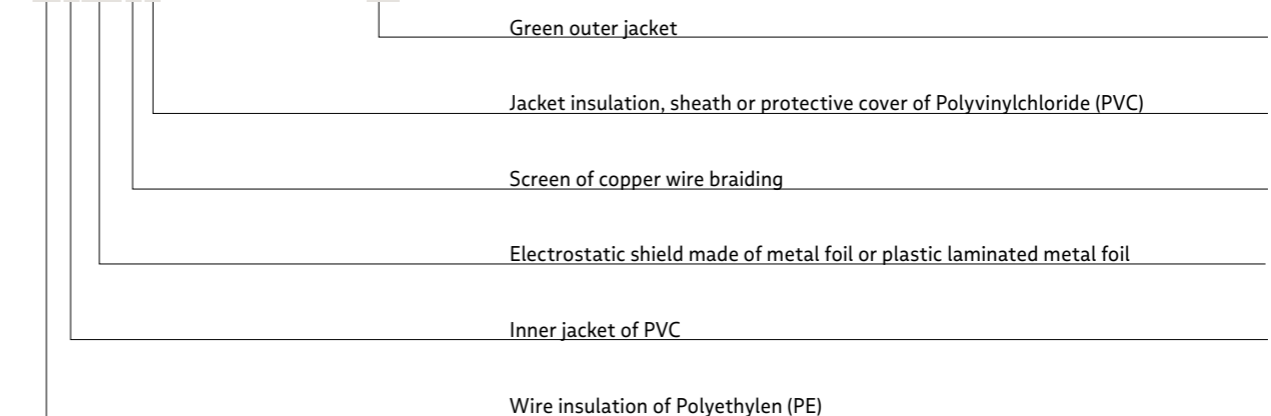 Green outer jacket
Jacket insulation, sheath or protective cover of Polyvinylchloride (PVC)
Screen of copper wire braiding
Electrostatic shield made of metal foil or plastic laminated metal foil
Inner jacket of PVC
Wire insulation of Polyethylen (PE)